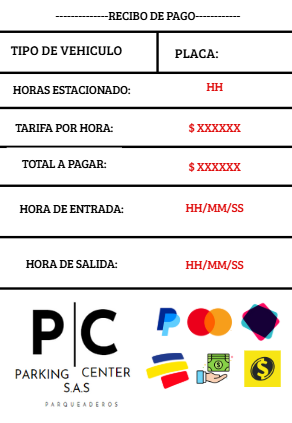 --------------RECIBO DE PAGO------------
TIPO DE VEHICULO PLACA:
HORAS ESTACIONADO: HH
TARIFA POR HORA: $ XXXXXX
TOTAL A PAGAR: $ XXXXXX
HORA DE ENTRADA: HH/MM/SS
HORA DE SALIDA: HH/MM/SS
P|C
PARKING CENTER
S.A.S
PARQUEADEROS